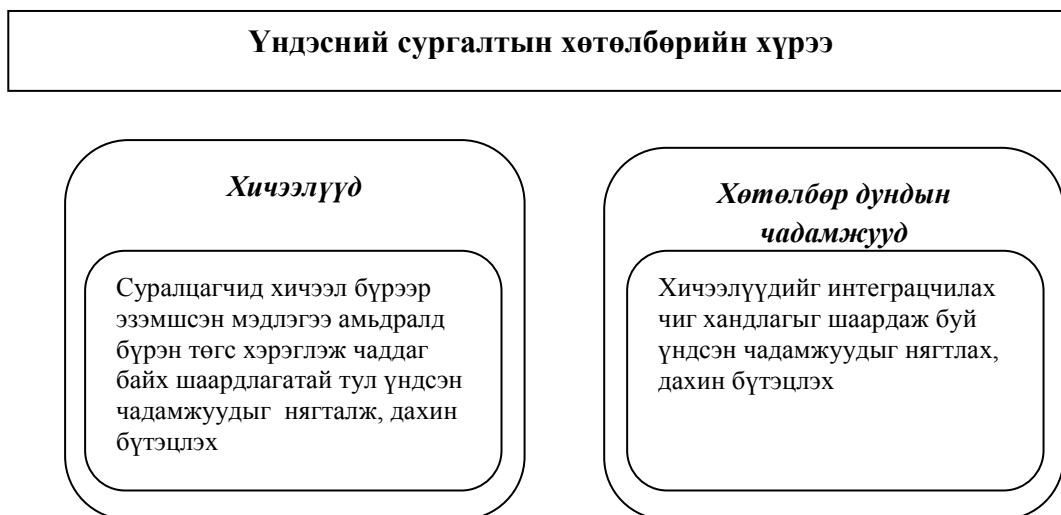 Үндэсний сургалтын хөтөлбөрийн хүрээ
Хичээлүүд
Суралцагчид хичээл бүрээр
эзэмшсэн мэдлэгээ амьдралд
бүрэн төгс хэрэглэж чаддаг
байх шаардлагатай тул үндсэн
чадамжуудыг нягталж, дахин
бүтэцлэх
Хөтөлбөр дундын
чадамжууд
Хичээлүүдийг интеграцчилах
чиг хандлагыг шаардаж буй
үндсэн чадамжуудыг нягтлах,
дахин бүтэцлэх